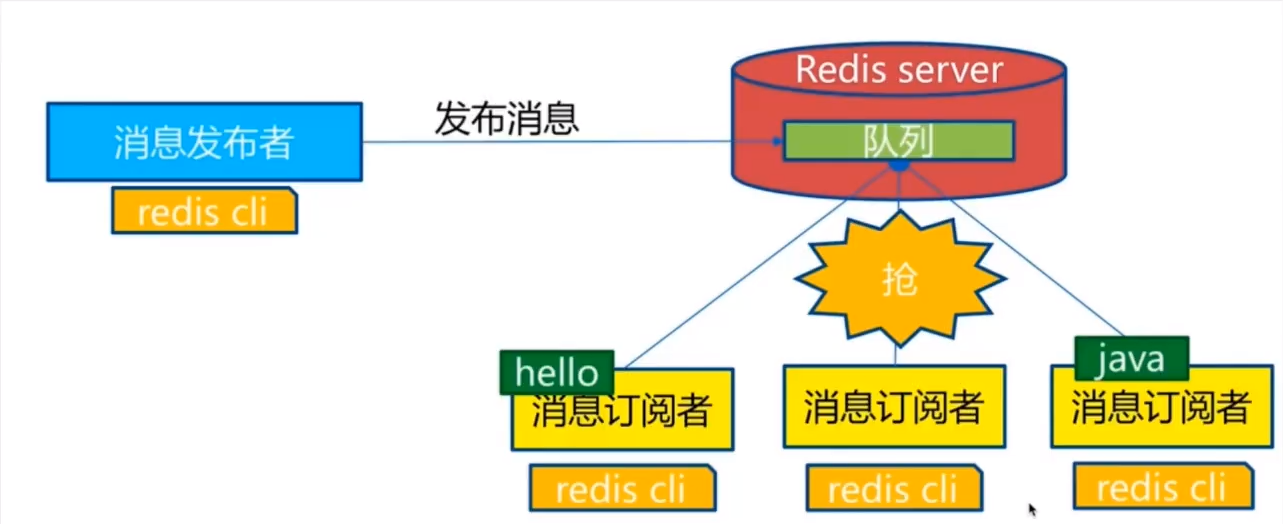 Redis server
发布消息
消息发布者
队列
redis cli
抢
hello
java
消息订阅者
消息订阅者
消息订阅者
redis cli
redis cli
redis cli